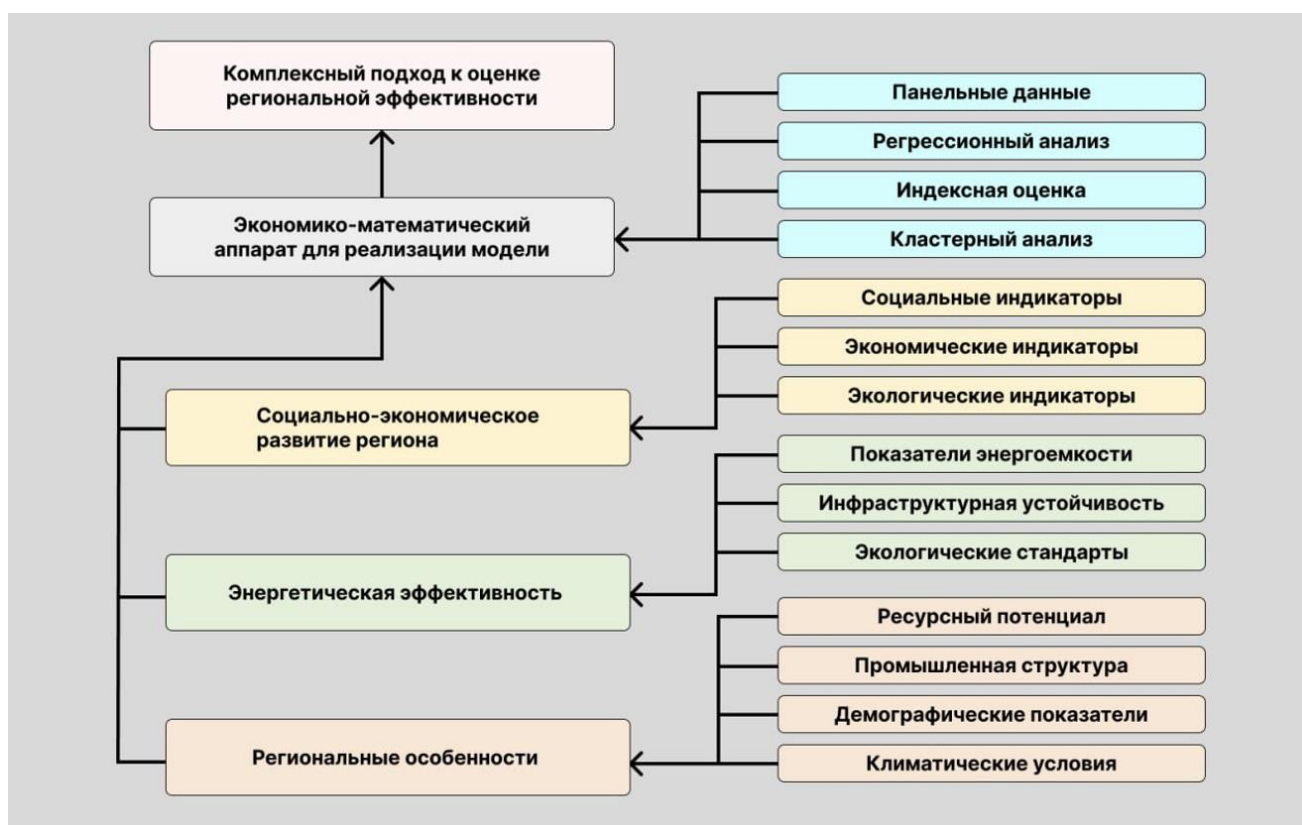 Комплексный подход к оценке
региональной эффективности
Панельные данные
Регрессионный анализ
Индексная оценка
Кластерный анализ
Экономико-математический
аппарат для реализации модели
Социальные индикаторы
Экономические индикаторы
Экологические индикаторы
Социально-экономическое
развитие региона
Показатели энергоемкости
Инфраструктурная устойчивость
Экологические стандарты
Энергетическая эффективность
Ресурсный потенциал
Промышленная структура
Демографические показатели
Климатические условия
Региональные особенности